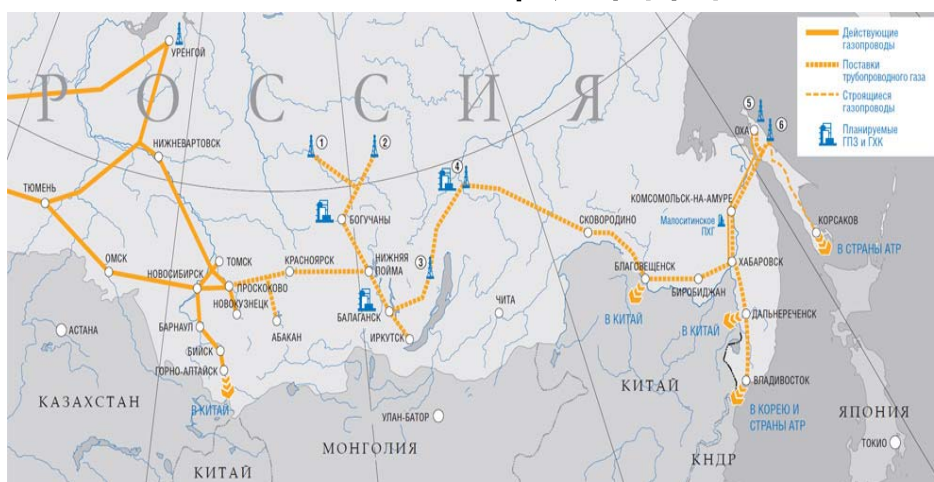 УРЕНГОЙ
РОССИЯ
НИЖНЕВАРТОВСК
ТЮМЕНЬ
ОМСК
НОВОСИБИРСК
ТОМСК
ПРОСКОКОВО
НОВОКУЗНЕЦК
БАРНАУЛ
БИЙСК
ГОРНО-АЛТАЙСК
В КИТАЙ
АСТАНА
КАЗАХСТАН
КИТАЙ
КРАСНОЯРСК
АБАКАН
1
2
БОГУЧАНЫ
НИЖНЯЯ
ПОЙМА
БАЛАГАНСК
ИРКУТСК
3
4
ЧИТА
УЛАН-БАТОР
МОНГОЛИЯ
СКОВОРОДИНО
БЛАГОВЕЩЕНСК
В КИТАЙ
БИРОБИДЖАН
ХАБАРОВСК
КОМСОМОЛЬСК-НА-АМУРЕ
Малоситинское
ПХГ
5
ОХА
6
КОРСАКОВ
В СТРАНЫ АТР
ДАЛЬНЕРЕЧЕНСК
В КИТАЙ
ВЛАДИВОСТОК
КИТАЙ
В КОРЕЮ И
СТРАНЫ АТР
КНДР
ЯПОНИЯ
ТОКИО
Действующие
газопроводы
Поставки
трубопроводного газа
Строящиеся
газопроводы
Планируемые
ГПЗ и ГХК